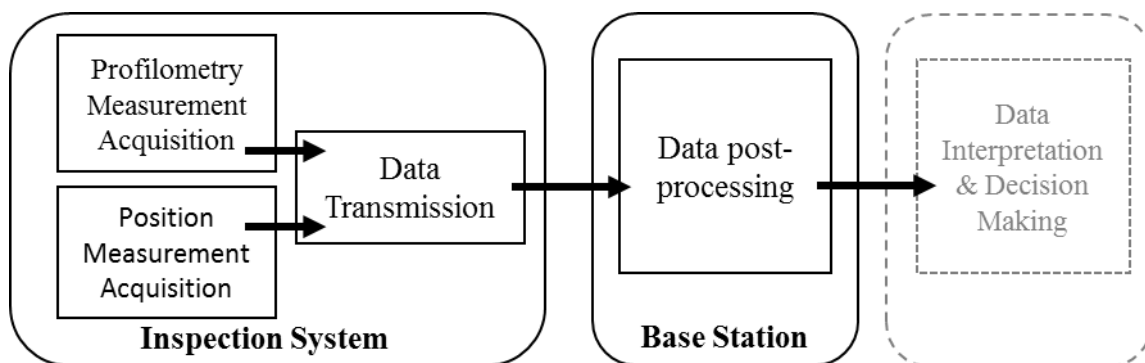 Profilometry
Measurement
Acquisition
Position
Measurement
Acquisition
Data
Transmission
Inspection System
Data post-
processing
Base Station
Data
Interpretation
& Decision
Making